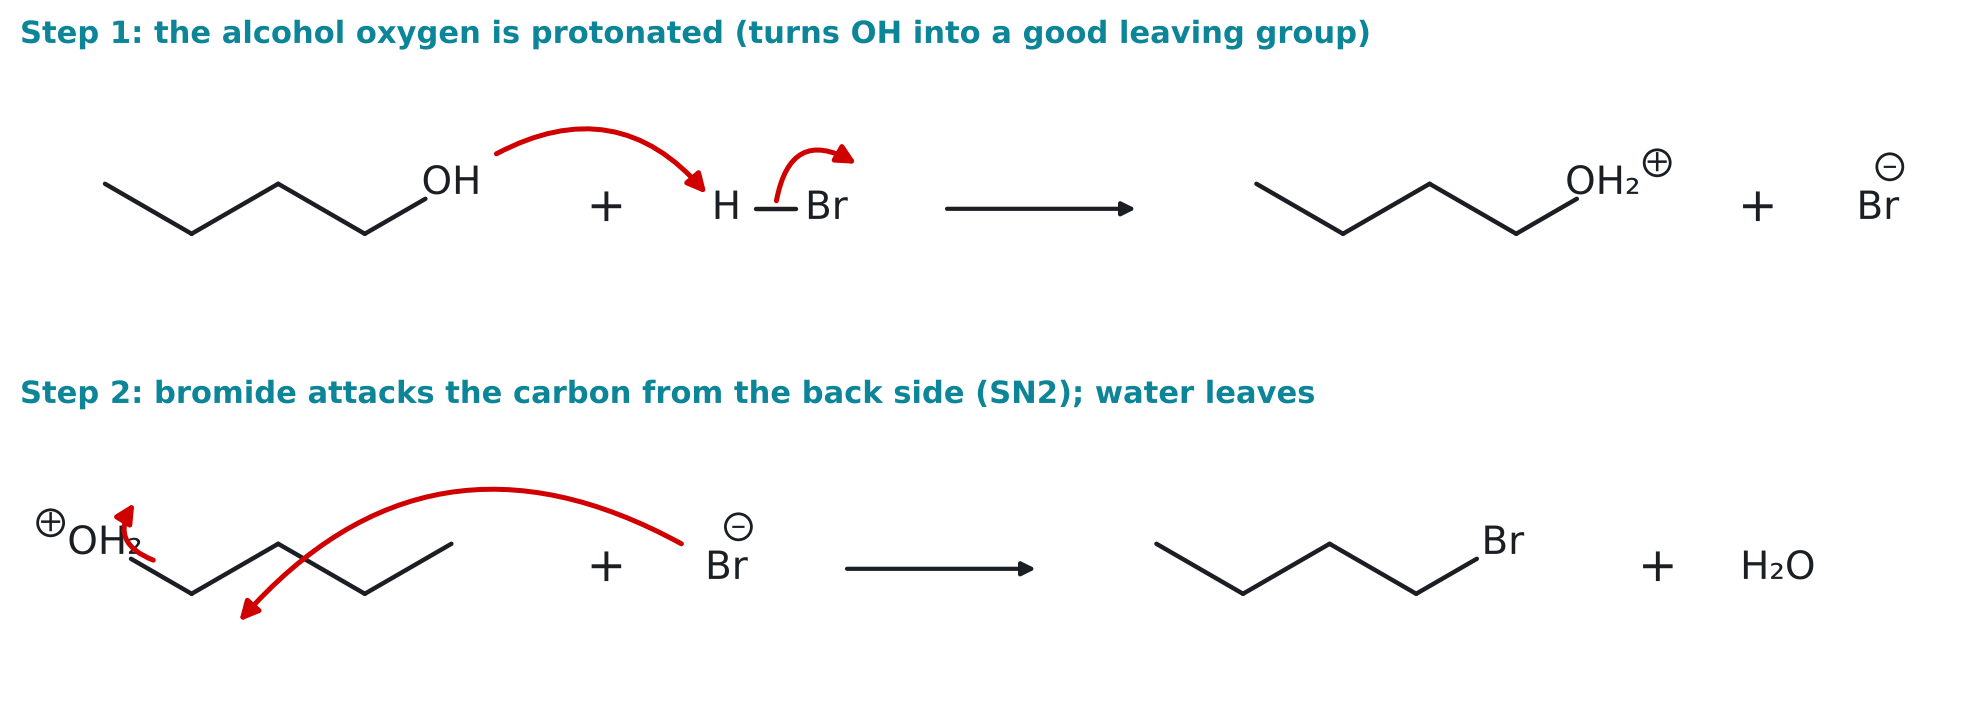 Step 1: the alcohol oxygen is protonated (turns OH into a good leaving group)
OH + H Br OH₂⊕ + Br⊖
Step 2: bromide attacks the carbon from the back side (SN2); water leaves
⊕OH₂ + Br⊖ Br + H₂O